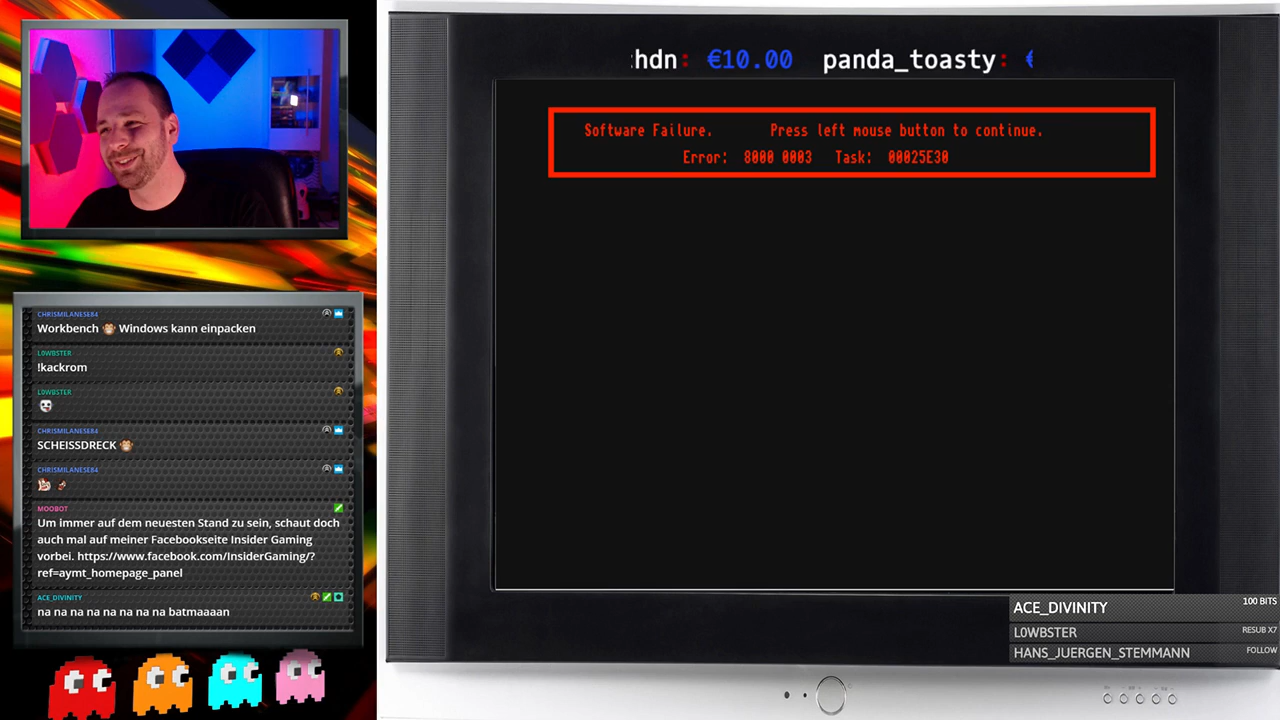 :hdn: €10.00 panda_toasty: €
Software Failure. Press left mouse button to continue.
Error: 8000 0003 Task: 00025E30
CHRISMILANESE84
Workbench Windows kann einpacken
L0WBSTER
!kackrom
L0WBSTER
CHRISMILANESE84
SCHEISSDRECK
CHRISMILANESE84
MOOBOT
Um immer auf dem neuesten Stand zu sein, schaut doch
auch mal auf meiner Facebookseite Insider Gaming
vorbei. https://www.facebook.com/InsiderGaming/?
ref=aymt_homepage_panel
ACE_DIVINITY
na na na na na na na na batmaaaan
ACE_DIVINITY 100 BITS
L0WBSTER RESUB X7
HANS_JUERGEN_STEMMANN FOLLOW